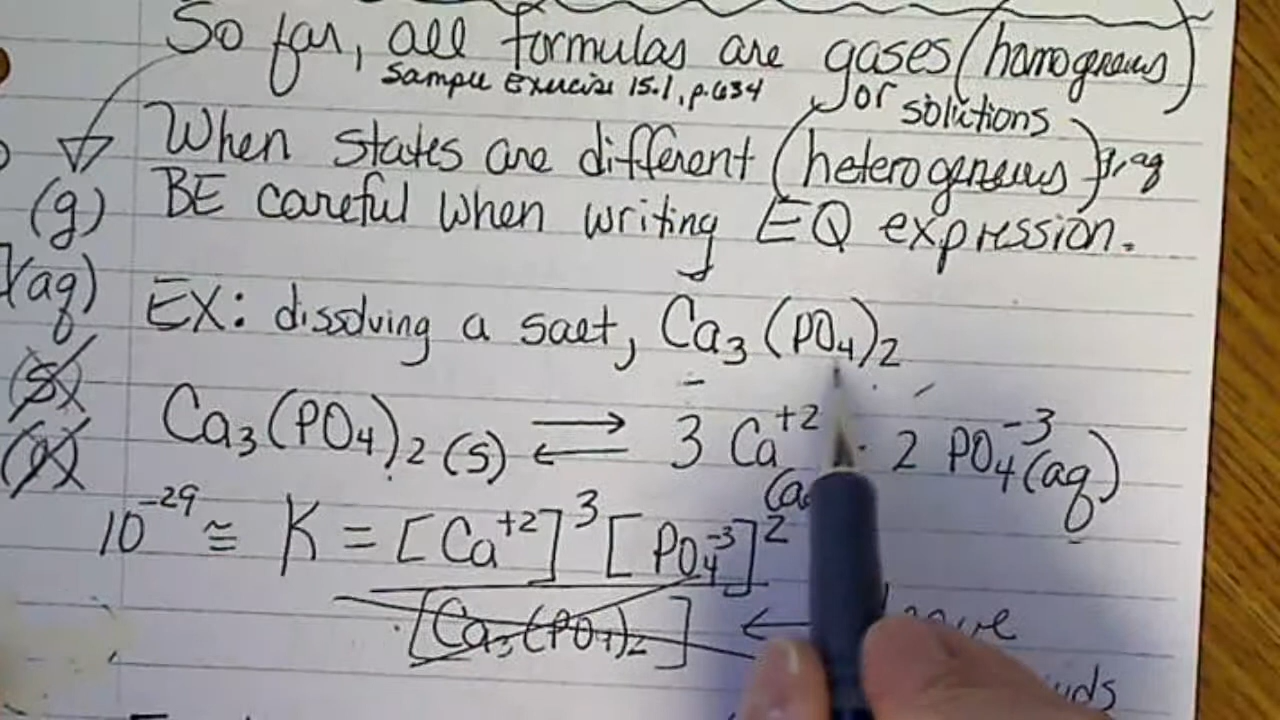 So far, all formulas are gases (homogeneous)
Sample Exercise 15.1, p.634
or solutions
When states are different (heterogeneous) g, aq
(g) BE careful when writing EQ expression.
(aq) EX: dissolving a salt, Ca₃(PO₄)₂
(s)
Ca₃(PO₄)₂(s) ⇌ 3 Ca⁺² 2 PO₄⁻³(aq)
10⁻²⁹ ≅ K = [Ca⁺²]³ [PO₄⁻³]²
[Ca₃(PO₄)₂] ←